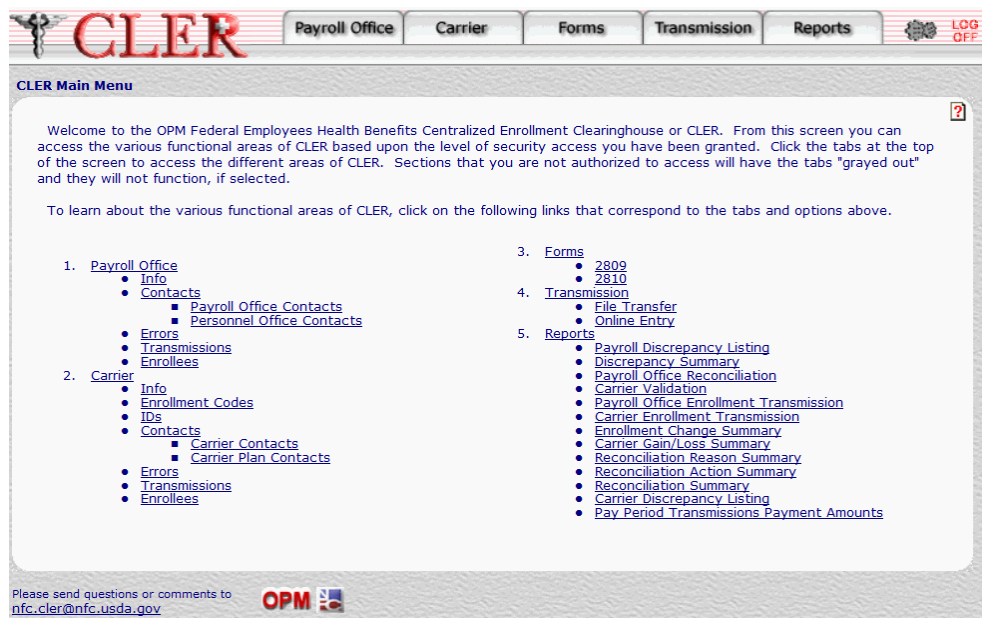 CLER
Payroll Office
Carrier
Forms
Transmission
Reports
LOG
OFF
CLER Main Menu
?
Welcome to the OPM Federal Employees Health Benefits Centralized Enrollment Clearinghouse or CLER. From this screen you can
access the various functional areas of CLER based upon the level of security access you have been granted. Click the tabs at the top
of the screen to access the different areas of CLER. Sections that you are not authorized to access will have the tabs "grayed out"
and they will not function, if selected.
To learn about the various functional areas of CLER, click on the following links that correspond to the tabs and options above.
1. Payroll Office
• Info
• Contacts
▪ Payroll Office Contacts
▪ Personnel Office Contacts
• Errors
• Transmissions
• Enrollees
2. Carrier
• Info
• Enrollment Codes
• IDs
• Contacts
▪ Carrier Contacts
▪ Carrier Plan Contacts
• Errors
• Transmissions
• Enrollees
3. Forms
• 2809
• 2810
4. Transmission
• File Transfer
• Online Entry
5. Reports
• Payroll Discrepancy Listing
• Discrepancy Summary
• Payroll Office Reconciliation
• Carrier Validation
• Payroll Office Enrollment Transmission
• Carrier Enrollment Transmission
• Enrollment Change Summary
• Carrier Gain/Loss Summary
• Reconciliation Reason Summary
• Reconciliation Action Summary
• Reconciliation Summary
• Carrier Discrepancy Listing
• Pay Period Transmissions Payment Amounts
Please send questions or comments to
nfc.cler@nfc.usda.gov
OPM